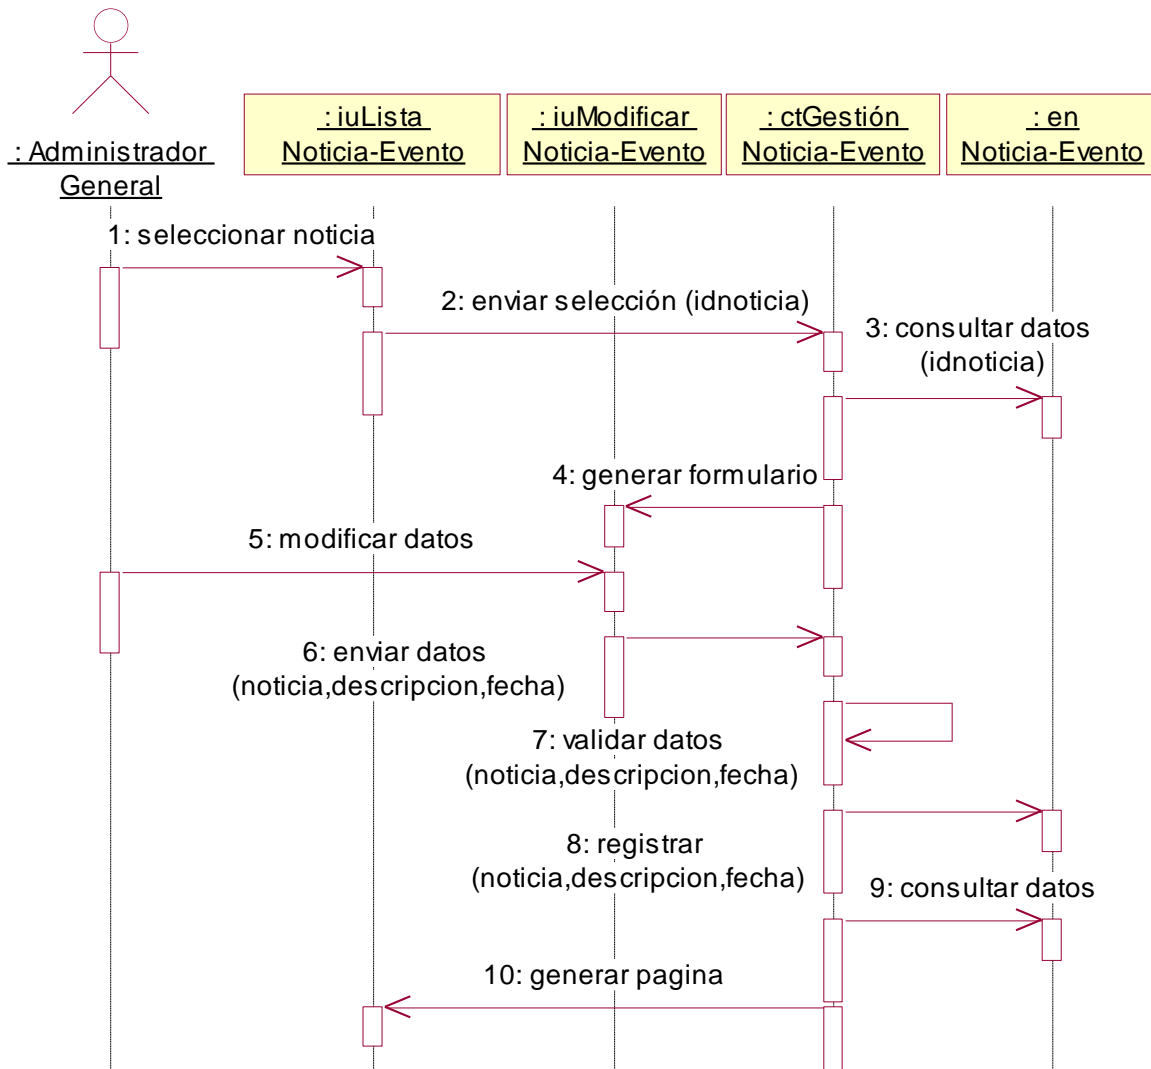 : Administrador
General
: iuLista
Noticia-Evento
: iuModificar
Noticia-Evento
: ctGestión
Noticia-Evento
: en
Noticia-Evento
1: seleccionar noticia
2: enviar selección (idnoticia)
3: consultar datos
(idnoticia)
4: generar formulario
5: modificar datos
6: enviar datos
(noticia,descripcion,fecha)
7: validar datos
(noticia,descripcion,fecha)
8: registrar
(noticia,descripcion,fecha)
9: consultar datos
10: generar pagina